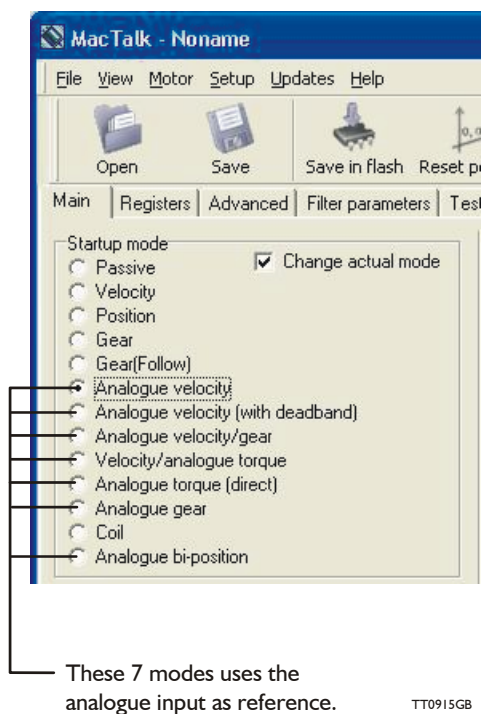 MacTalk - Noname
File View Motor Setup Updates Help
Open Save Save in flash Reset
Main Registers Advanced Filter parameters
Startup mode
Change actual mode
Passive
Velocity
Position
Gear
Gear(Follow)
Analogue velocity
Analogue velocity (with deadband)
Analogue velocity/gear
Velocity/analogue torque
Analogue torque (direct)
Analogue gear
Coil
Analogue bi-position
These 7 modes uses the
analogue input as reference.
TT0915GB